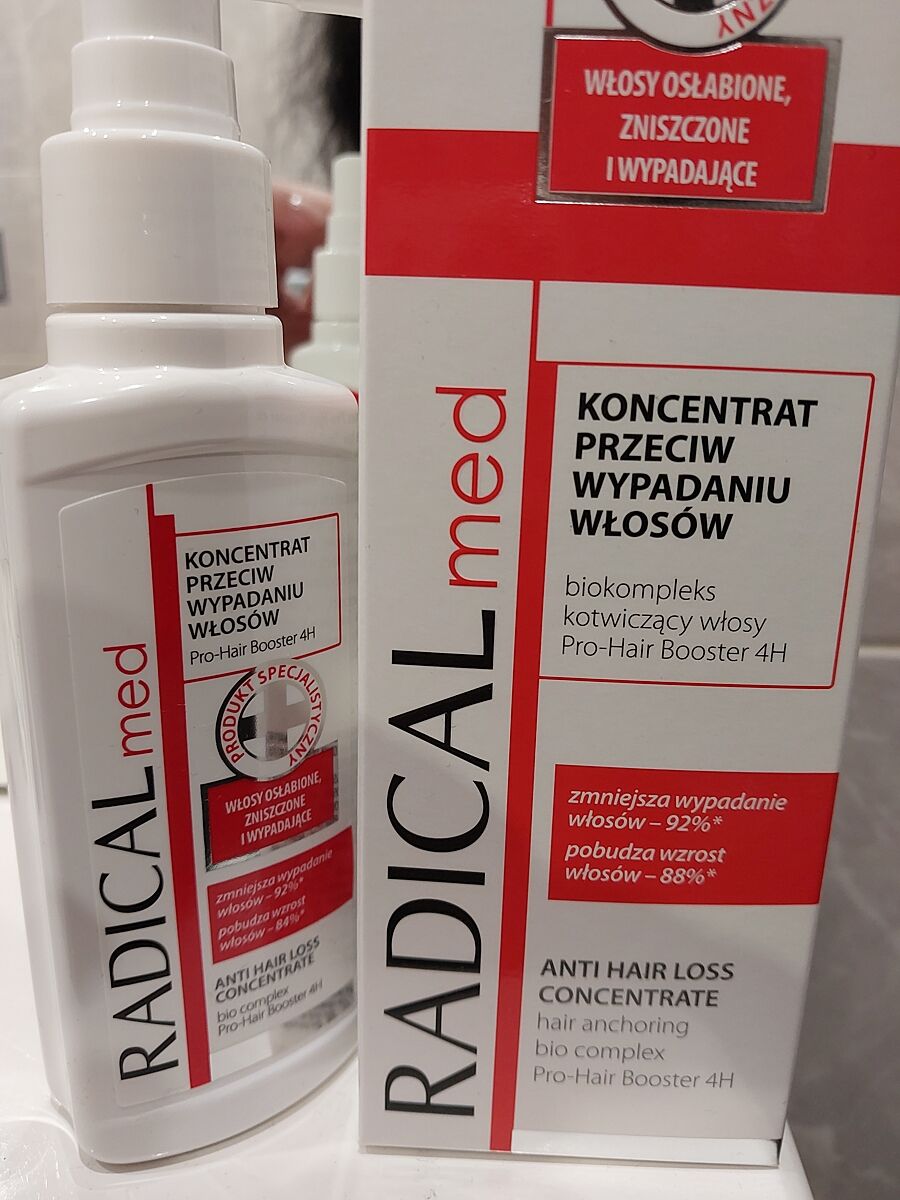 RADICAL med
KONCENTRAT
PRZECIW
WYPADANIU
WŁOSÓW
Pro-Hair Booster 4H
PRODUKT SPECJALISTYCZNY
WŁOSY OSŁABIONE,
ZNISZCZONE
I WYPADAJĄCE
zmniejsza wypadanie
włosów – 92%*
pobudza wzrost
włosów – 84%*
ANTI HAIR LOSS
CONCENTRATE
bio complex
Pro-Hair Booster 4H
ZNY
WŁOSY OSŁABIONE,
ZNISZCZONE
I WYPADAJĄCE
RADICAL med
KONCENTRAT
PRZECIW
WYPADANIU
WŁOSÓW
biokompleks
kotwiczący włosy
Pro-Hair Booster 4H
zmniejsza wypadanie
włosów – 92%*
pobudza wzrost
włosów – 88%*
ANTI HAIR LOSS
CONCENTRATE
hair anchoring
bio complex
Pro-Hair Booster 4H